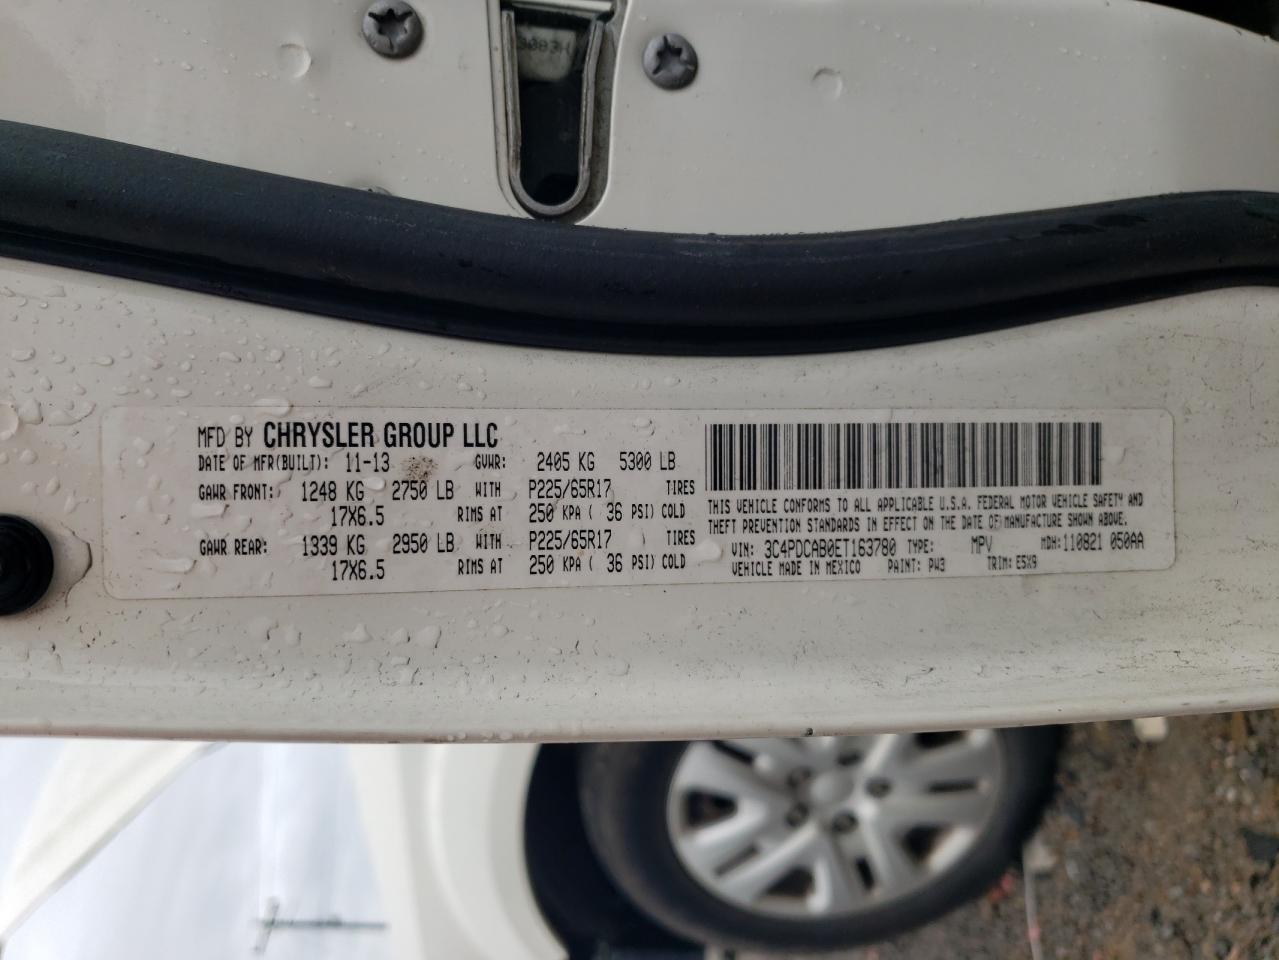 3083H
MFD BY CHRYSLER GROUP LLC
DATE OF MFR(BUILT): 11-13 GVWR: 2405 KG 5300 LB
GAWR FRONT: 1248 KG 2750 LB WITH P225/65R17 TIRES
17X6.5 RIMS AT 250 KPA ( 36 PSI) COLD
GAWR REAR: 1339 KG 2950 LB WITH P225/65R17 TIRES
17X6.5 RIMS AT 250 KPA ( 36 PSI) COLD
THIS VEHICLE CONFORMS TO ALL APPLICABLE U.S.A. FEDERAL MOTOR VEHICLE SAFETY AND
THEFT PREVENTION STANDARDS IN EFFECT ON THE DATE OF MANUFACTURE SHOWN ABOVE.
VIN: 3C4PDCAB0ET163780 TYPE: MPV MDH: 110821 050AA
VEHICLE MADE IN MEXICO PAINT: PW3 TRIM: E5X9